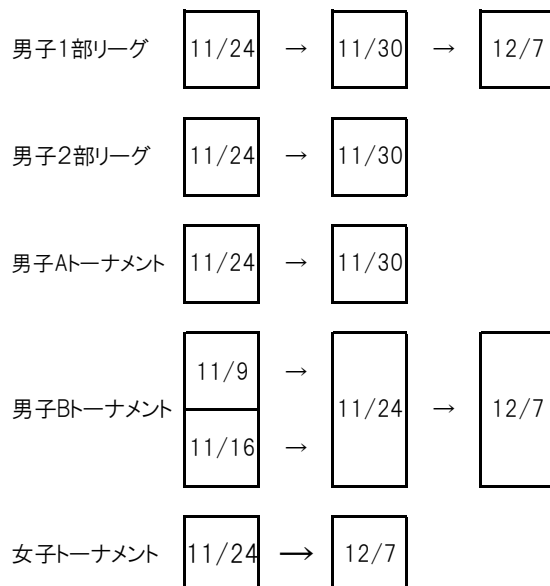 男子1部リーグ 11/24 → 11/30 → 12/7
男子2部リーグ 11/24 → 11/30
男子Aトーナメント 11/24 → 11/30
11/9 →
男子Bトーナメント 11/24 → 12/7
11/16 →
女子トーナメント 11/24 → 12/7